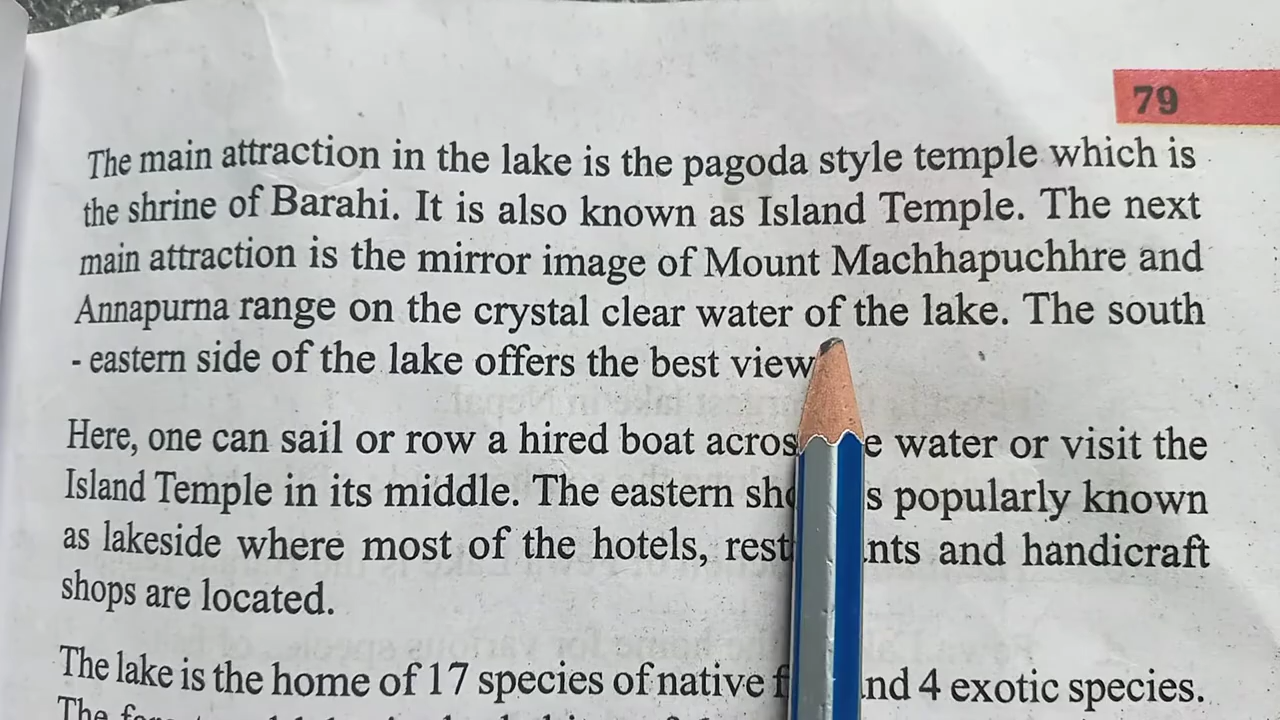 79
The main attraction in the lake is the pagoda style temple which is
the shrine of Barahi. It is also known as Island Temple. The next
main attraction is the mirror image of Mount Machhapuchhre and
Annapurna range on the crystal clear water of the lake. The south
- eastern side of the lake offers the best view
Here, one can sail or row a hired boat across water or visit the
Island Temple in its middle. The eastern popularly known
as lakeside where most of the hotels, and handicraft
shops are located.
The lake is the home of 17 species of native and 4 exotic species.
The